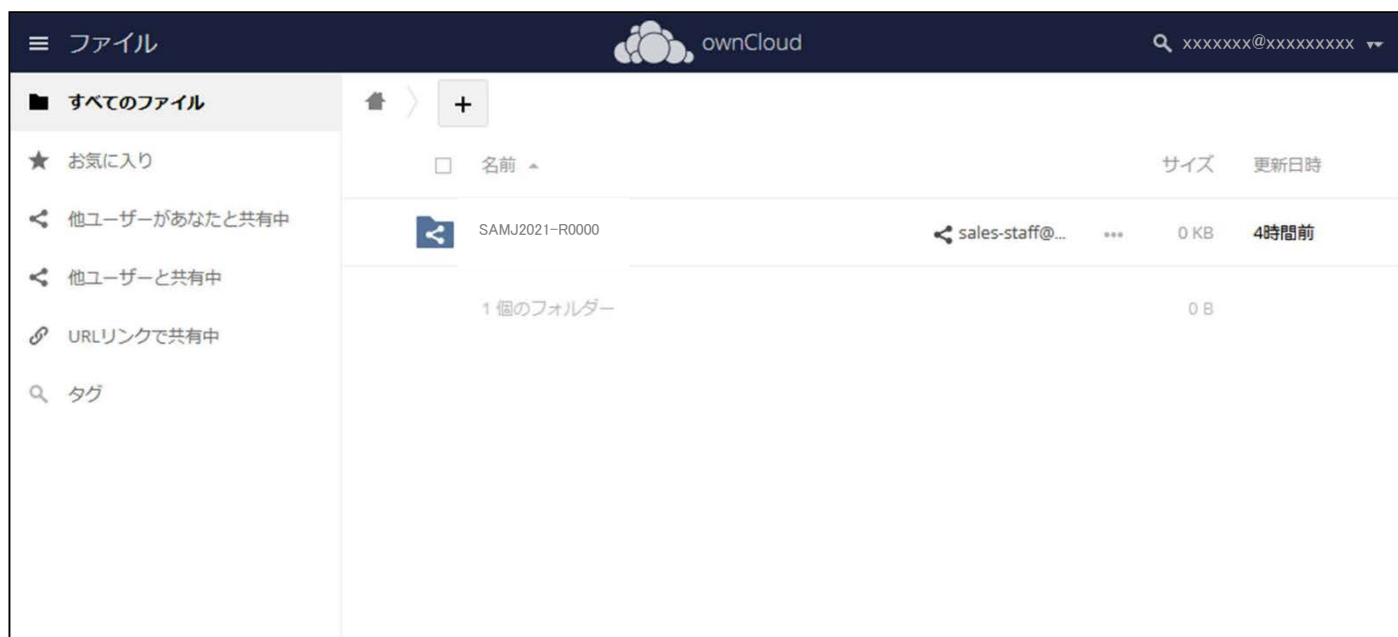 ファイル
ownCloud
xxxxxxx@xxxxxxxxx
すべてのファイル
お気に入り
他ユーザーがあなたと共有中
他ユーザーと共有中
URLリンクで共有中
タグ
+
名前 サイズ 更新日時
SAMJ2021-R0000 sales-staff@... ... 0 KB 4時間前
1 個のフォルダー 0 B